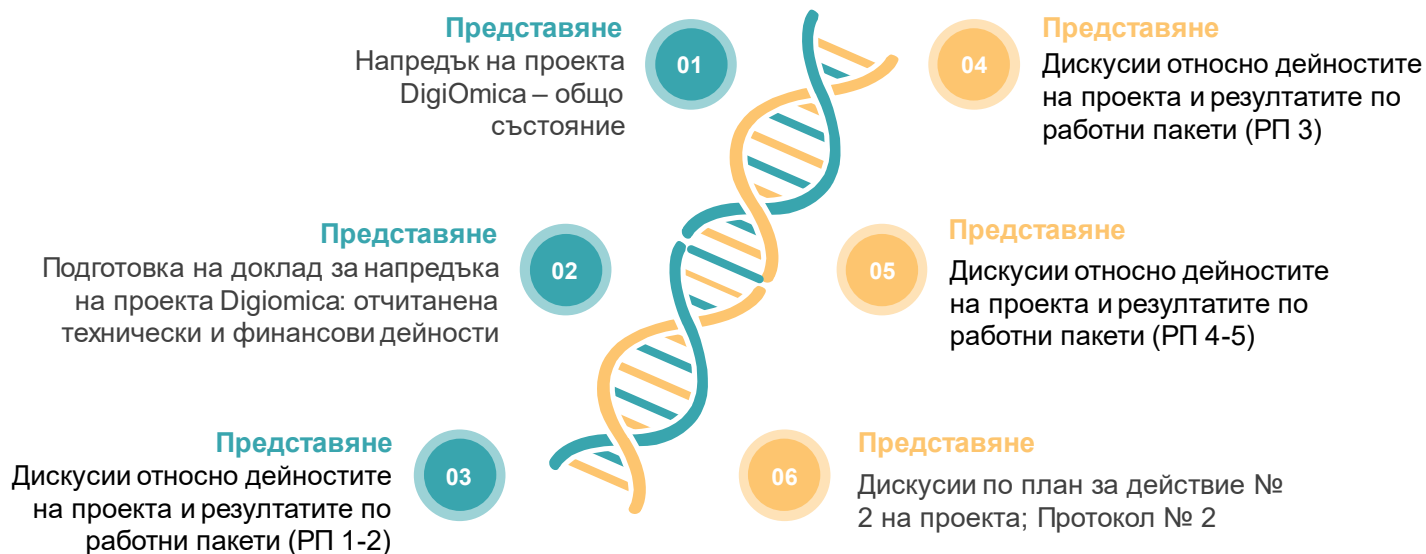 Представяне
Напредък на проекта
DigiOmica – общо
състояние
01
Представяне
Подготовка на доклад за напредъка
на проекта Digiomica: отчитанена
технически и финансови дейности
02
Представяне
Дискусии относно дейностите
на проекта и резултатите по
работни пакети (РП 1-2)
03
04
Представяне
Дискусии относно дейностите
на проекта и резултатите по
работни пакети (РП 3)
05
Представяне
Дискусии относно дейностите
на проекта и резултатите по
работни пакети (РП 4-5)
06
Представяне
Дискусии по план за действие №
2 на проекта; Протокол № 2